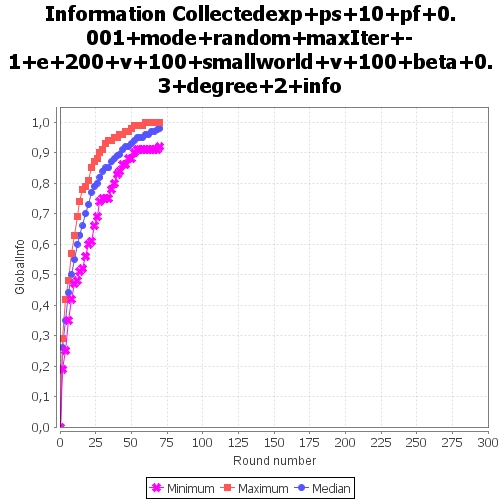 Information Collectedexp+ps+10+pf+0.
001+mode+random+maxIter+-
1+e+200+v+100+smallworld+v+100+beta+0.
3+degree+2+info
GlobalInfo
1,0
0,9
0,8
0,7
0,6
0,5
0,4
0,3
0,2
0,1
0,0
0 25 50 75 100 125 150 175 200 225 250 275 300
Round number
Minimum Maximum Median